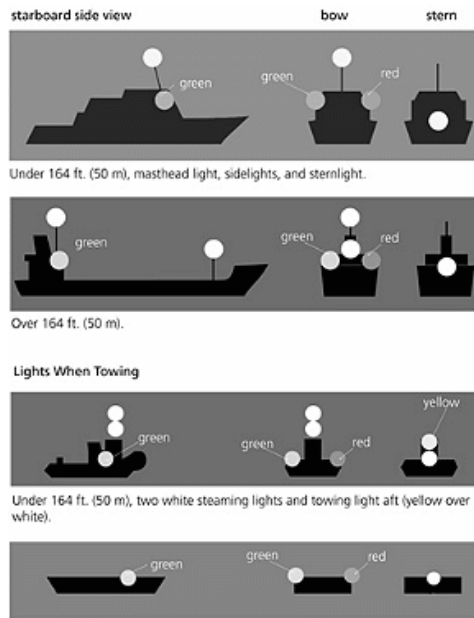 starboard side view bow stern
green green red
Under 164 ft. (50 m), masthead light, sidelights, and sternlight.
green green red
Over 164 ft. (50 m).
Lights When Towing
yellow
green green red
Under 164 ft. (50 m), two white steaming lights and towing light aft (yellow over
white).
green green red